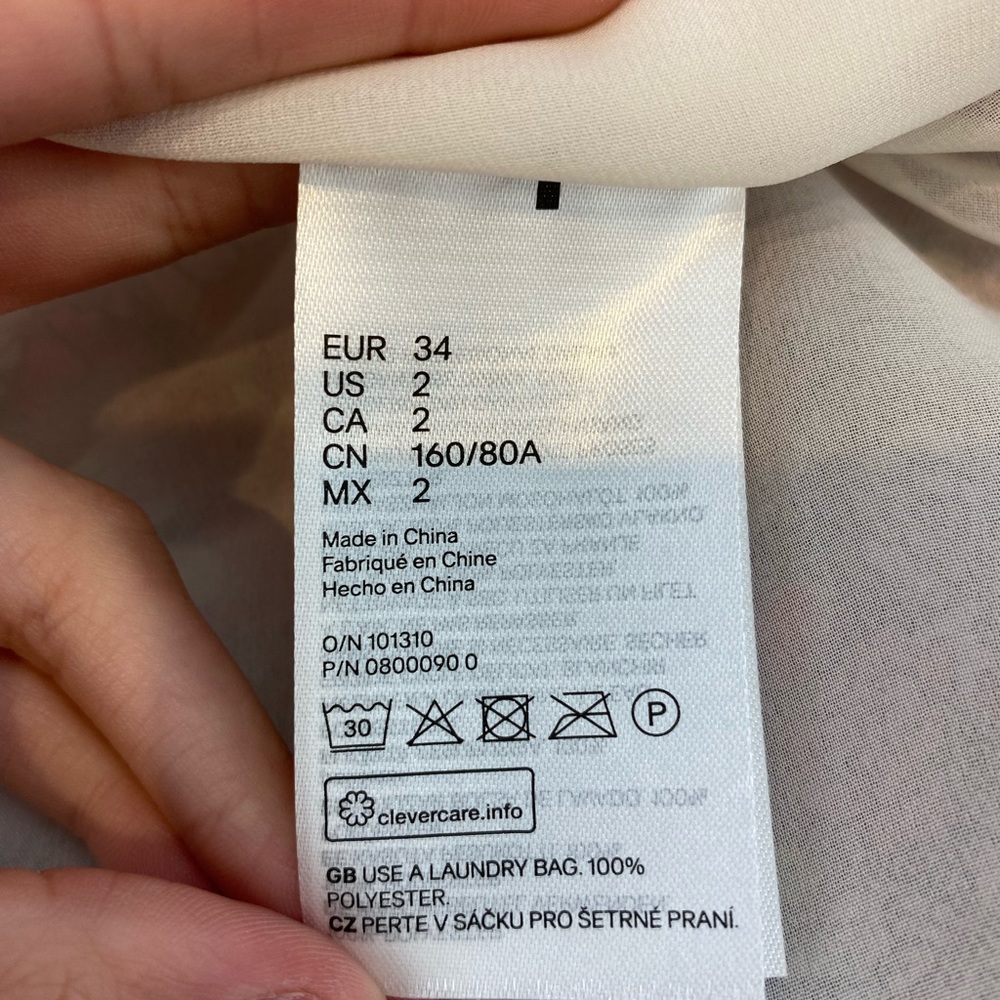 EUR 34
US 2
CA 2
CN 160/80A
MX 2
Made in China
Fabriqué en Chine
Hecho en China
O/N 101310
P/N 0800090 0
30 P
clevercare.info
GB USE A LAUNDRY BAG. 100%
POLYESTER.
CZ PERTE V SÁČKU PRO ŠETRNÉ PRANÍ.